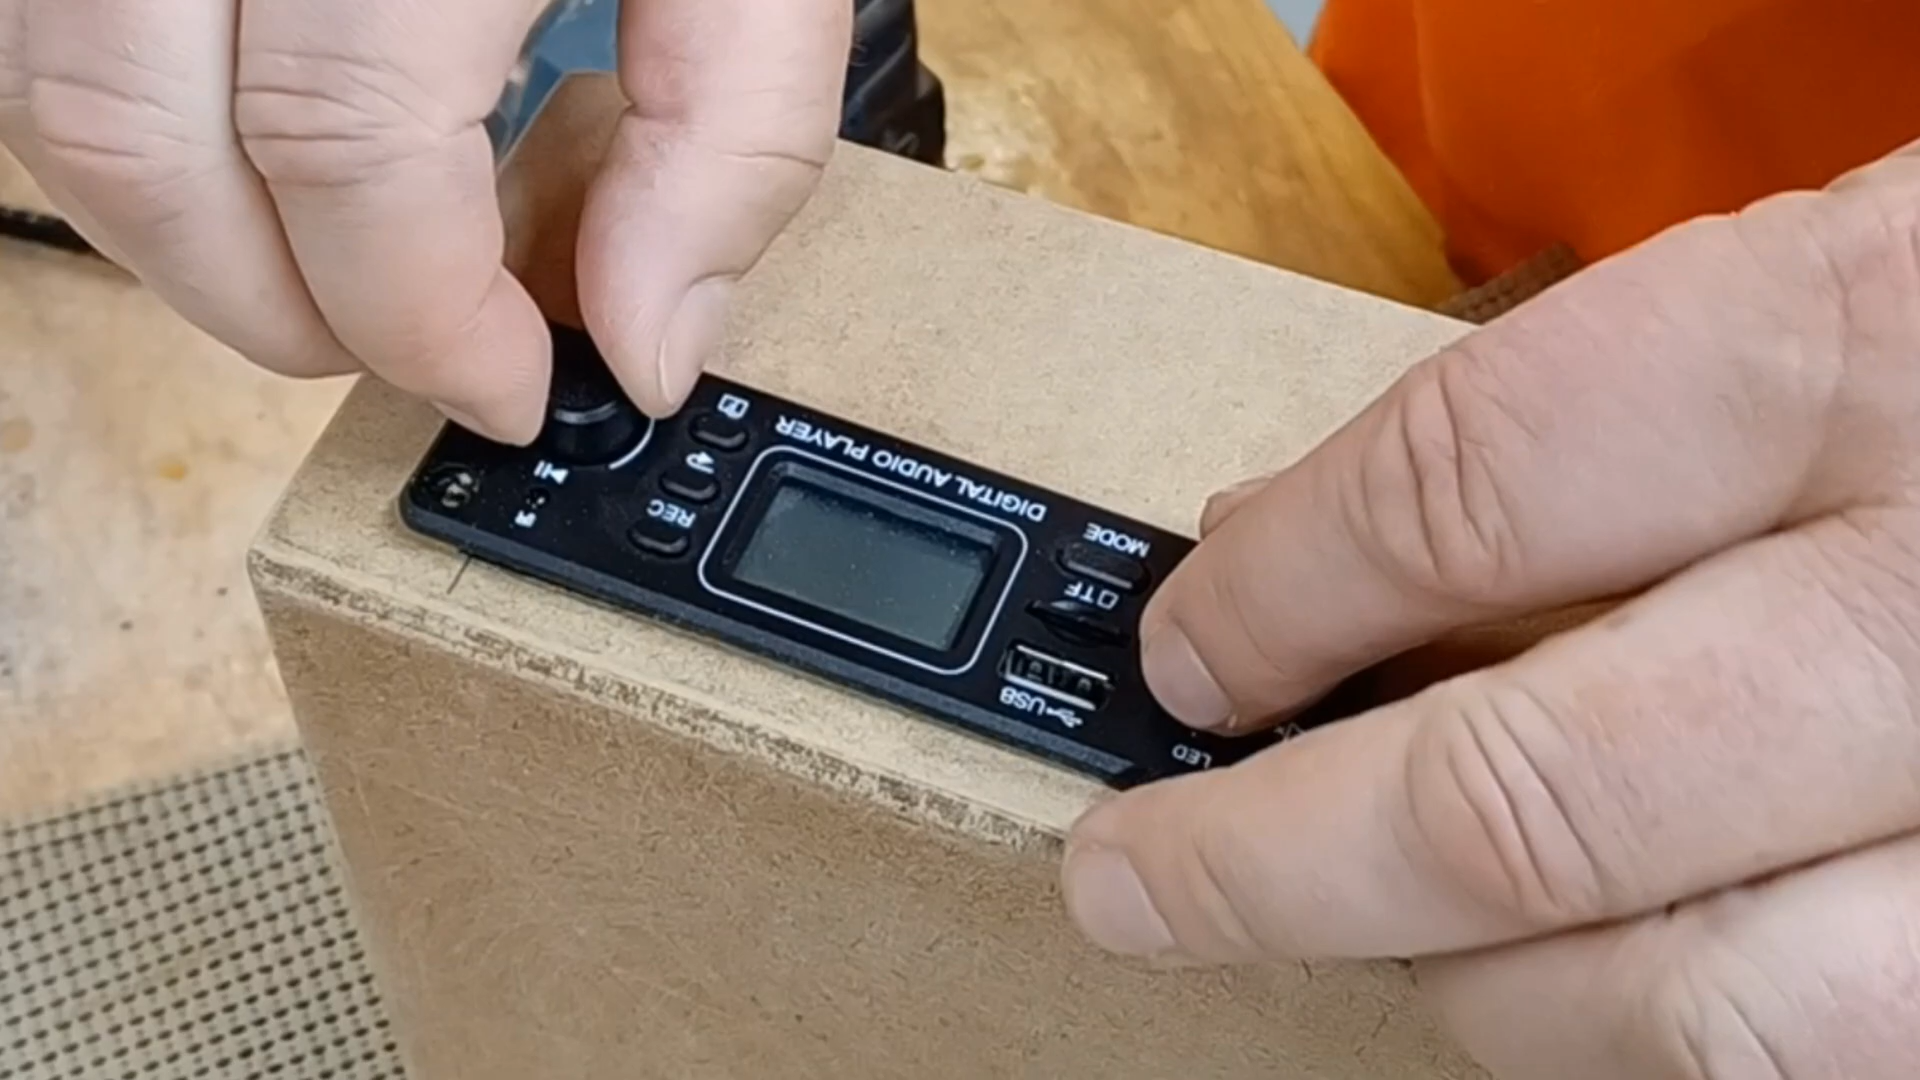 LED
USB
TF
MODE
DIGITAL AUDIO PLAYER
REC